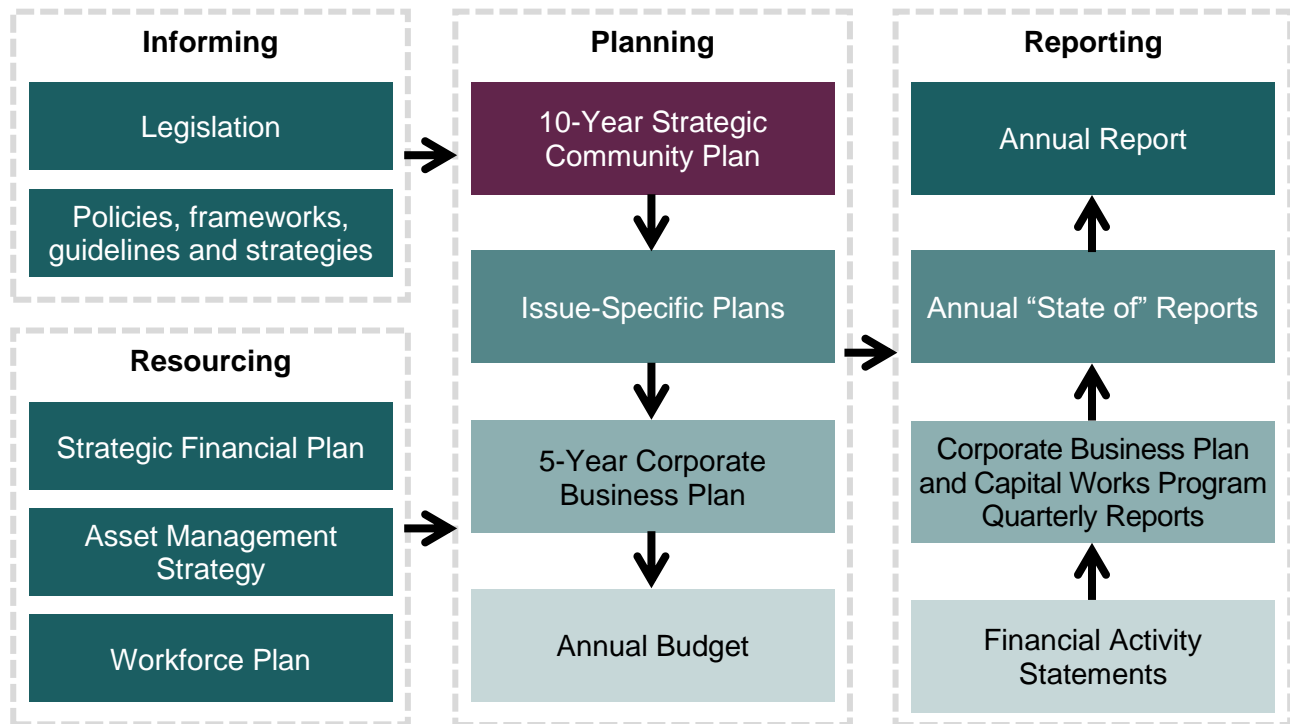 Informing
Legislation
Policies, frameworks,
guidelines and strategies
Resourcing
Strategic Financial Plan
Asset Management
Strategy
Workforce Plan
Planning
10-Year Strategic
Community Plan
Issue-Specific Plans
5-Year Corporate
Business Plan
Annual Budget
Reporting
Annual Report
Annual “State of” Reports
Corporate Business Plan
and Capital Works Program
Quarterly Reports
Financial Activity
Statements